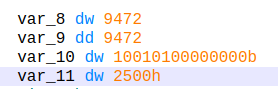 var_8 dw 9472
var_9 dd 9472
var_10 dw 10010100000000b
var_11 dw 2500h